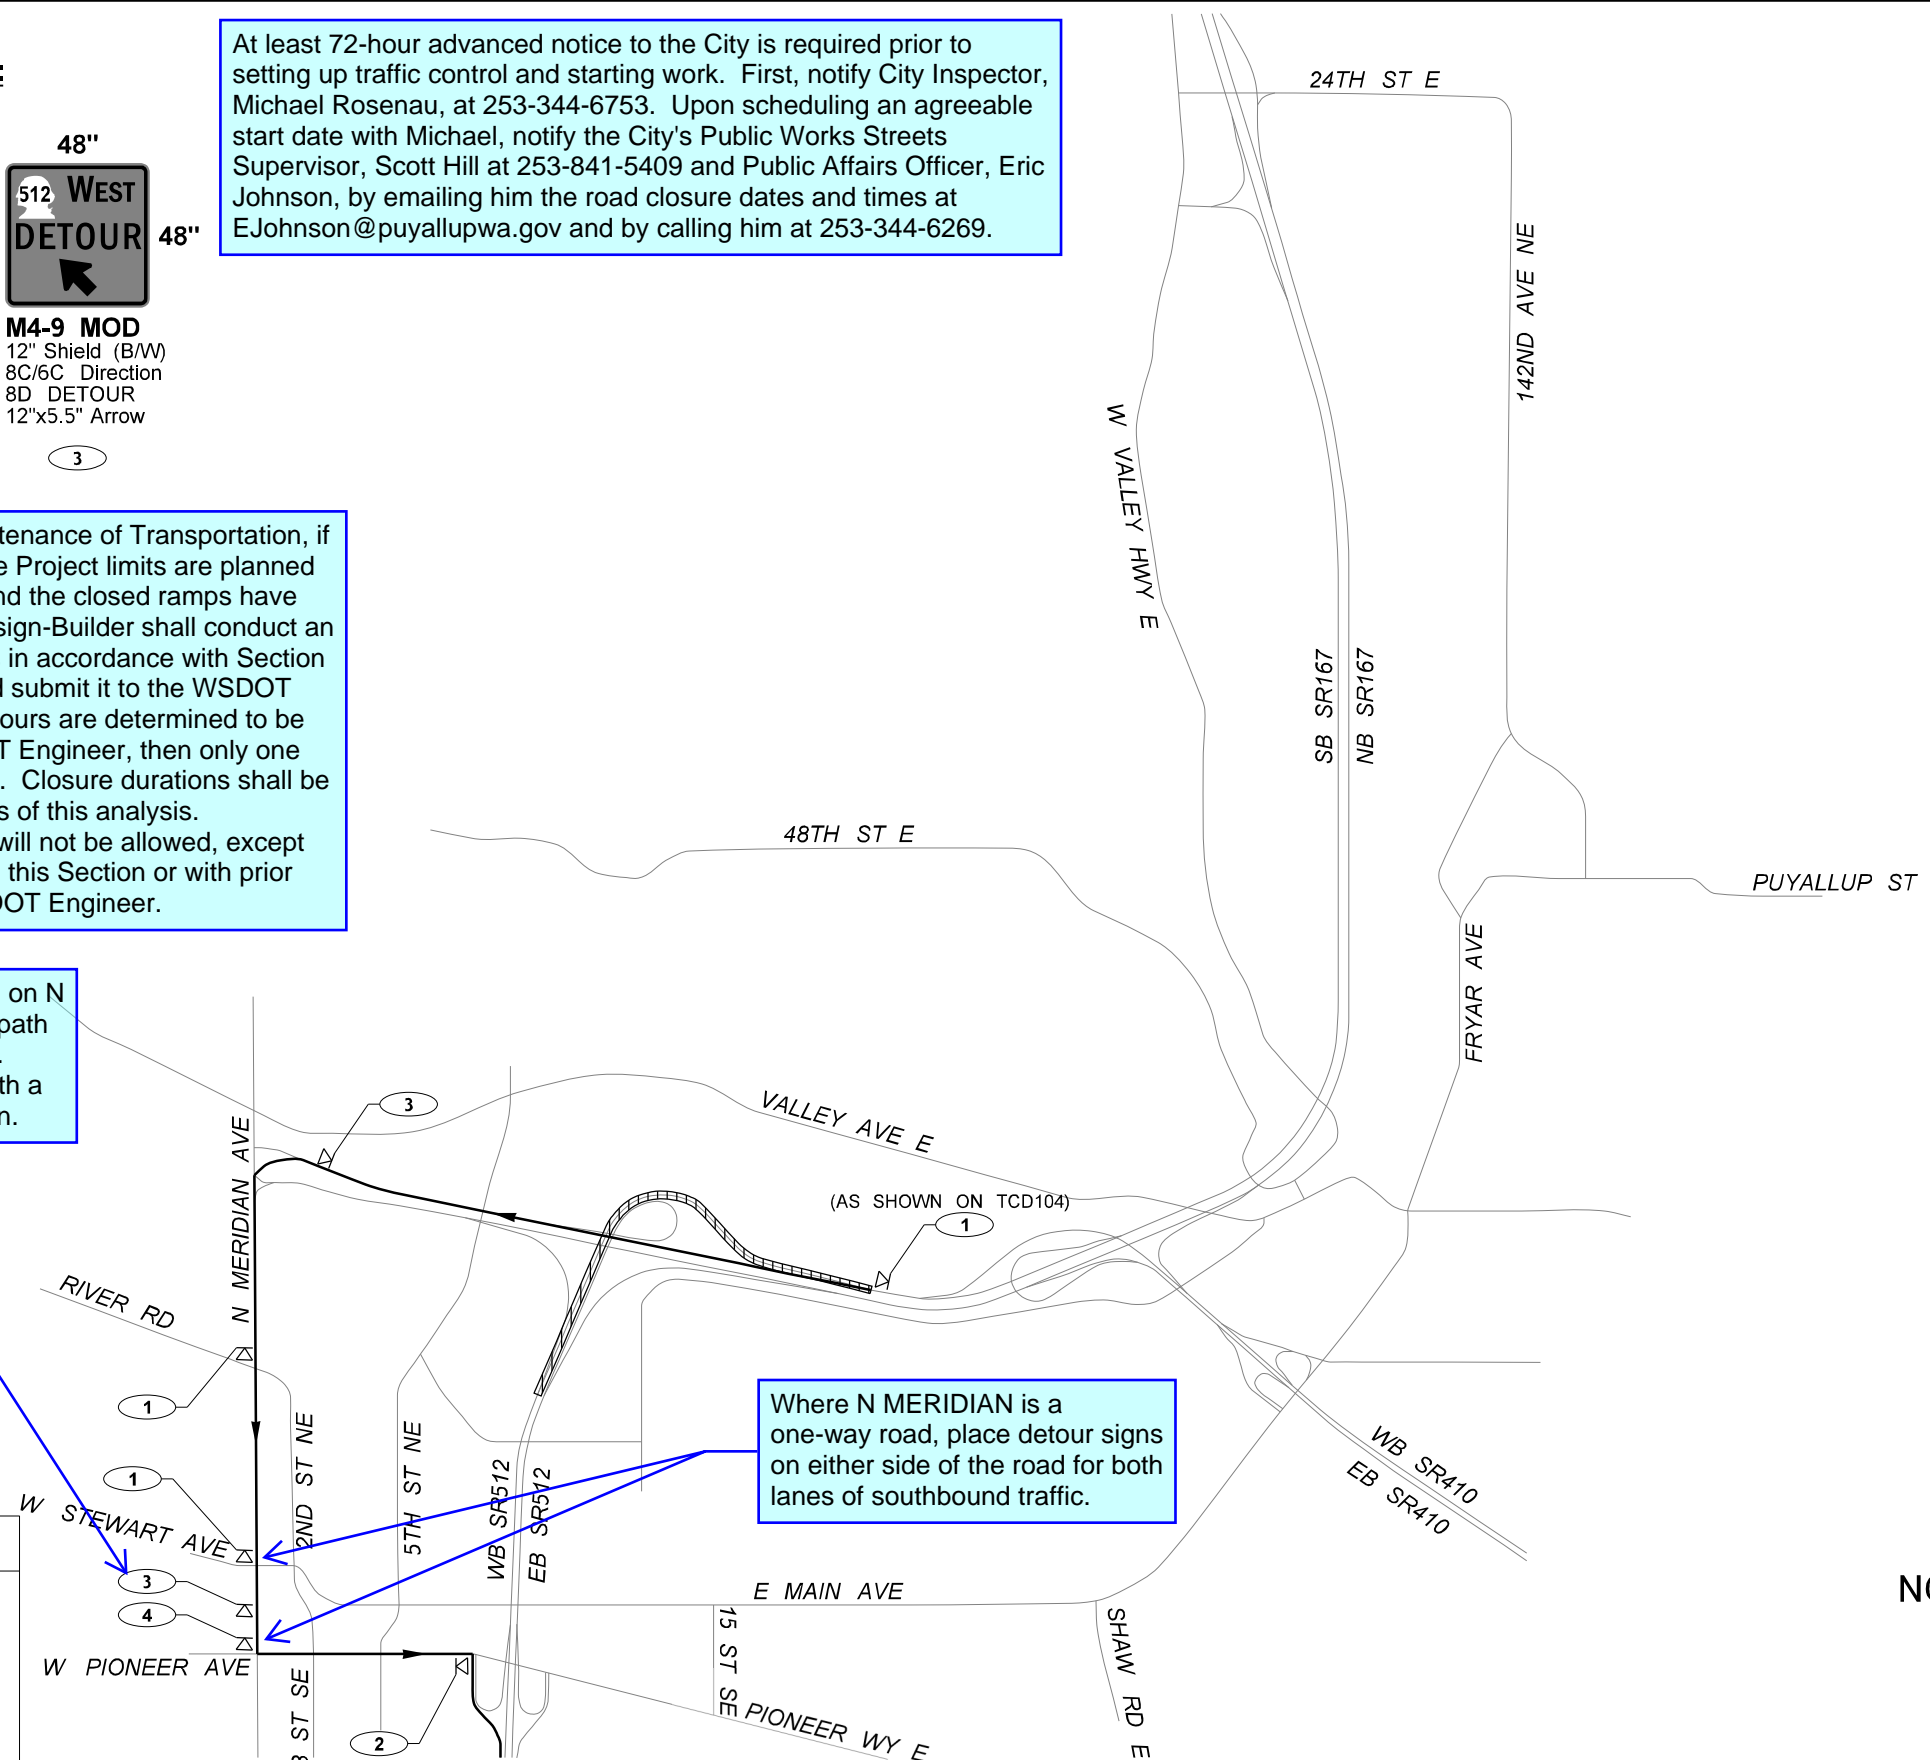 At least 72-hour advanced notice to the City is required prior to
setting up traffic control and starting work.  First, notify City Inspector,
Michael Rosenau, at 253-344-6753.  Upon scheduling an agreeable
start date with Michael, notify the City's Public Works Streets
Supervisor, Scott Hill at 253-841-5409 and Public Affairs Officer, Eric
Johnson, by emailing him the road closure dates and times at
EJohnson@puyallupwa.gov and by calling him at 253-344-6269.
48"
512 WEST
DETOUR
48"
M4-9 MOD
12" Shield (B/W)
8C/6C Direction
8D DETOUR
12"x5.5" Arrow
3
tenance of Transportation, if
e Project limits are planned
nd the closed ramps have
sign-Builder shall conduct an
in accordance with Section
d submit it to the WSDOT
ours are determined to be
T Engineer, then only one
.  Closure durations shall be
s of this analysis.
will not be allowed, except
this Section or with prior
DOT Engineer.
on N
path
.
th a
n.
24TH ST E
142ND AVE NE
W VALLEY HWY E
SB SR167
NB SR167
48TH ST E
PUYALLUP ST
FRYAR AVE
3
VALLEY AVE E
N MERIDIAN AVE
(AS SHOWN ON TCD104)
1
RIVER RD
1
Where N MERIDIAN is a
one-way road, place detour signs
on either side of the road for both
lanes of southbound traffic.
WB SR410
EB SR410
2ND ST NE
5TH ST NE
WB SR512
EB SR512
1
W STEWART AVE
3
4
E MAIN AVE
15 ST SE
SHAW RD E
W PIONEER AVE
ST SE
2
PIONEER WY E